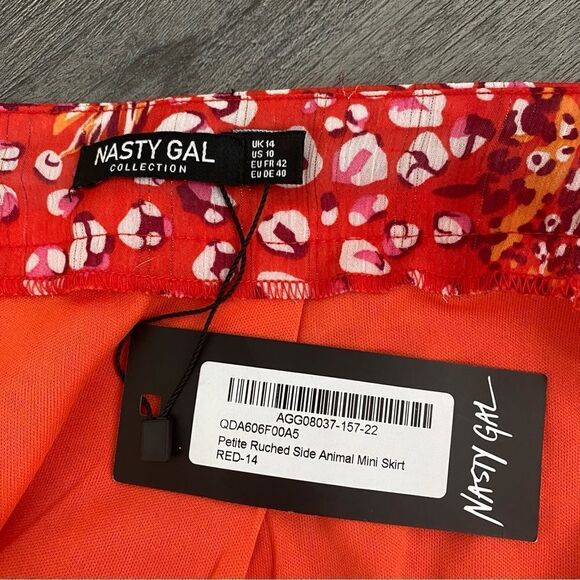 NASTY GAL
COLLECTION
UK 14
US 10
EU FR 42
EU DE 40
AGG08037-157-22
QDA606F00A5
Petite Ruched Side Animal Mini Skirt
RED-14
NASTY GAL